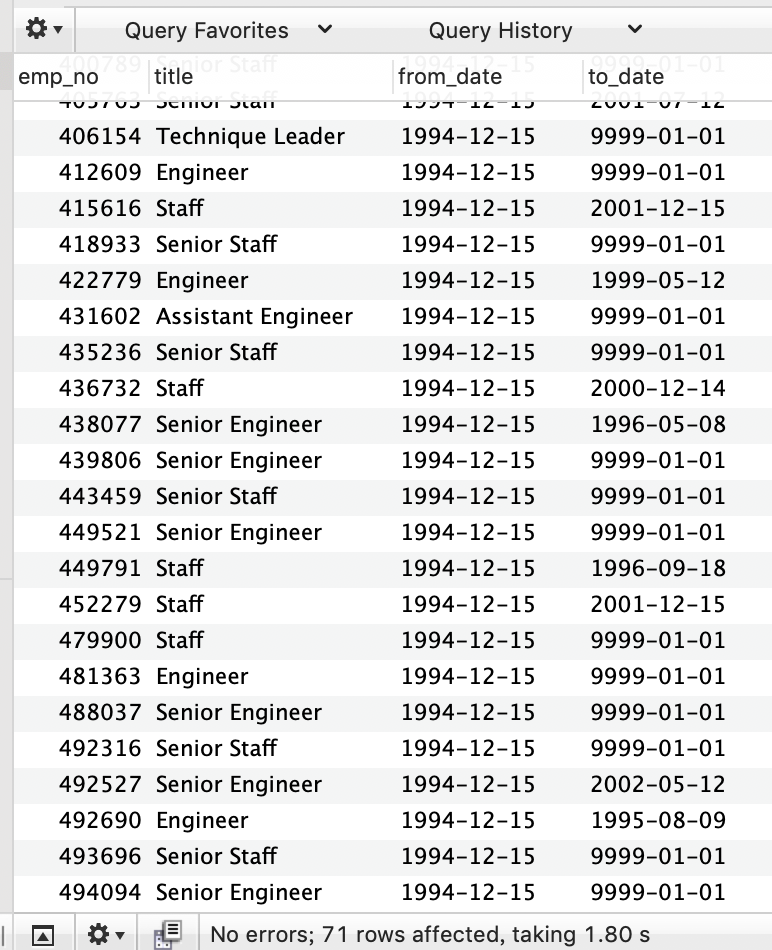 Query Favorites Query History
400789 Senior Staff 1994-12-15 9999-01-01
emp_no title from_date to_date
405763 Senior Staff 1994-12-15 2001-07-12
406154 Technique Leader 1994-12-15 9999-01-01
412609 Engineer 1994-12-15 9999-01-01
415616 Staff 1994-12-15 2001-12-15
418933 Senior Staff 1994-12-15 9999-01-01
422779 Engineer 1994-12-15 1999-05-12
431602 Assistant Engineer 1994-12-15 9999-01-01
435236 Senior Staff 1994-12-15 9999-01-01
436732 Staff 1994-12-15 2000-12-14
438077 Senior Engineer 1994-12-15 1996-05-08
439806 Senior Engineer 1994-12-15 9999-01-01
443459 Senior Staff 1994-12-15 9999-01-01
449521 Senior Engineer 1994-12-15 9999-01-01
449791 Staff 1994-12-15 1996-09-18
452279 Staff 1994-12-15 2001-12-15
479900 Staff 1994-12-15 9999-01-01
481363 Engineer 1994-12-15 9999-01-01
488037 Senior Engineer 1994-12-15 9999-01-01
492316 Senior Staff 1994-12-15 9999-01-01
492527 Senior Engineer 1994-12-15 2002-05-12
492690 Engineer 1994-12-15 1995-08-09
493696 Senior Staff 1994-12-15 9999-01-01
494094 Senior Engineer 1994-12-15 9999-01-01
No errors; 71 rows affected, taking 1.80 s